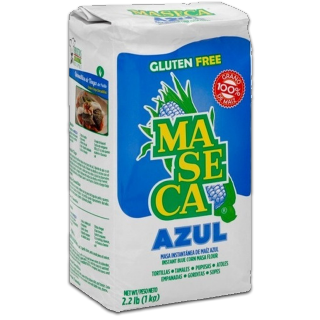 MASECA
GLUTEN FREE
GRANO
100%
DE MAÍZ
MA
SE
CA
AZUL
MASA INSTANTÁNEA DE MAÍZ AZUL
INSTANT BLUE CORN MASA FLOUR
TORTILLAS • TAMALES • PUPUSAS • ATOLES
EMPANADAS • GORDITAS • SOPES
NET WT/PESO NETO
2.2 lb (1 kg)